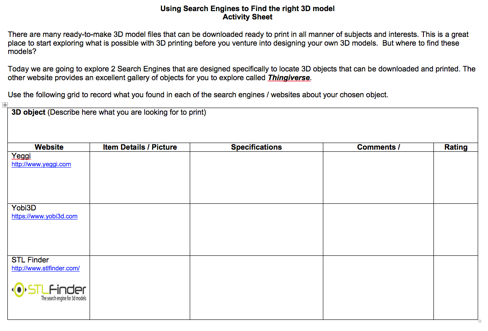 Using Search Engines to Find the right 3D model
Activity Sheet
There are many ready-to-make 3D model files that can be downloaded ready to print in all manner of subjects and interests. This is a great
place to start exploring what is possible with 3D printing before you venture into designing your own 3D models. But where to find these
models?
Today we are going to explore 2 Search Engines that are designed specifically to locate 3D objects that can be downloaded and printed. The
other website provides an excellent gallery of objects for you to explore called Thingiverse.
Use the following grid to record what you found in each of the search engines / websites about your chosen object.
3D object (Describe here what you are looking for to print)
Website Item Details / Picture Specifications Comments / Rating
Yeggi
http://www.yeggi.com
Yobi3D
https://www.yobi3d.com
STL Finder
http://www.stlfinder.com/
STLFinder
The search engine for 3d models